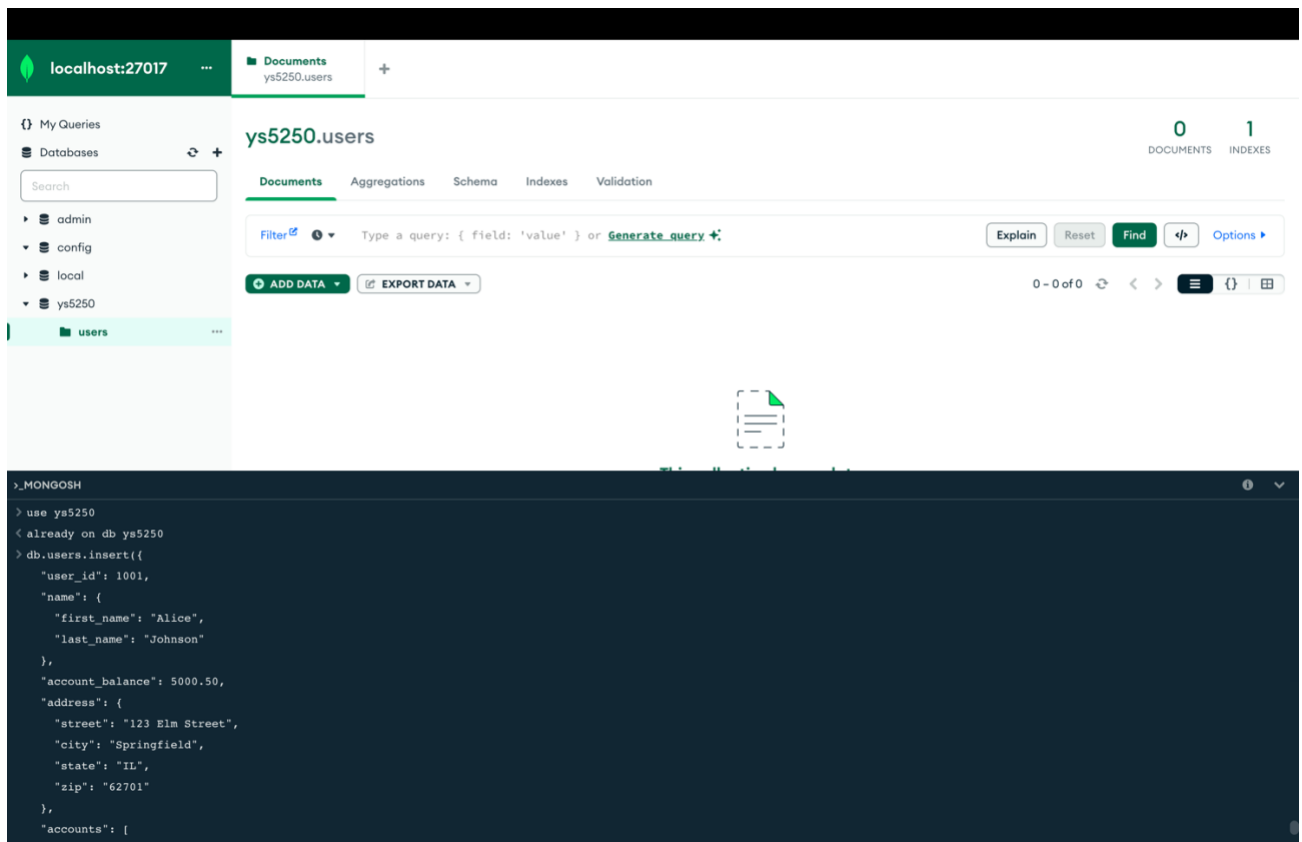 localhost:27017 ...
Documents
ys5250.users
+
{} My Queries
Databases
Search
admin
config
local
ys5250
users ...
ys5250.users
0 DOCUMENTS
1 INDEXES
Documents Aggregations Schema Indexes Validation
Filter Type a query: { field: 'value' } or Generate query Explain Reset Find </> Options
ADD DATA EXPORT DATA 0 – 0 of 0 {}
>_MONGOSH
> use ys5250
< already on db ys5250
> db.users.insert({
"user_id": 1001,
"name": {
"first_name": "Alice",
"last_name": "Johnson"
},
"account_balance": 5000.50,
"address": {
"street": "123 Elm Street",
"city": "Springfield",
"state": "IL",
"zip": "62701"
},
"accounts": [